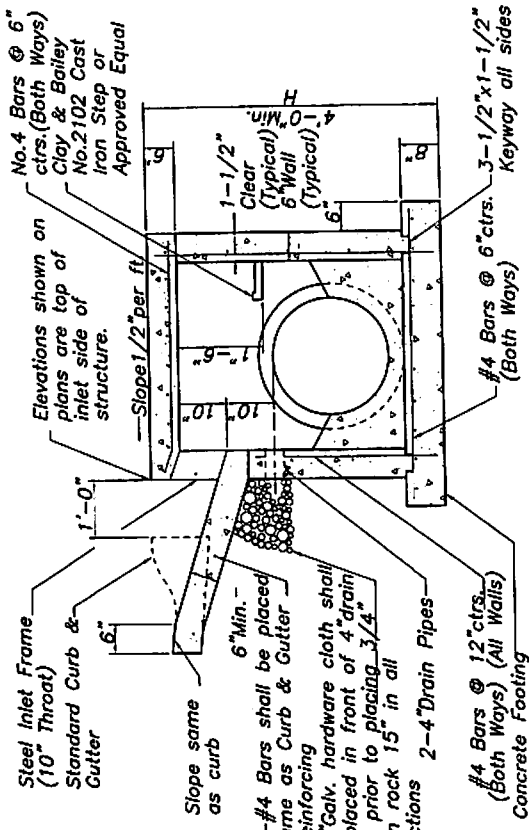 Steel Inlet Frame
(10" Throat)
Standard Curb &
Gutter
6"
1'-0"
Elevations shown on
plans are top of
inlet side of
structure.
Slope 1/2" per ft.
No.4 Bars @ 6"
ctrs.(Both Ways)
Clay & Bailey
No.2102 Cast
Iron Step or
Approved Equal
6"
1-1/2"
Clear
(Typical)
6" Wall
(Typical)
4'-0" Min.
H
6"
8"
10"
10"
1'-6"
Slope same
as curb
6" Min.
-#4 Bars shall be placed
me as Curb & Gutter
einforcing
"Galv. hardware cloth shall
placed in front of 4" drain
prior to placing 3/4"
n rock 15" in all
ctions
2-4" Drain Pipes
#4 Bars @ 12" ctrs.
(Both Ways) (All Walls)
Concrete Footing
#4 Bars @ 6" ctrs.
(Both Ways)
3-1/2"x1-1/2"
Keyway all sides